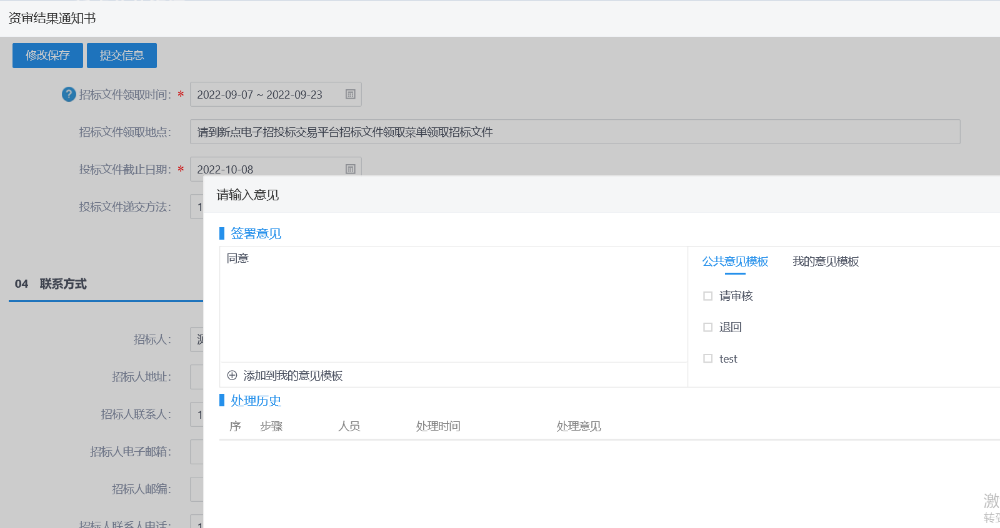 资审结果通知书
修改保存 提交信息
招标文件领取时间: * 2022-09-07 ~ 2022-09-23
招标文件领取地点: 请到新点电子招投标交易平台招标文件领取菜单领取招标文件
投标文件截止日期: * 2022-10-08
投标文件递交方法: 1
请输入意见
签署意见
同意
公共意见模板 我的意见模板
请审核
退回
test
添加到我的意见模板
04 联系方式
处理历史
序 步骤 人员 处理时间 处理意见
招标人:
招标人地址:
招标人联系人: 1
招标人电子邮箱:
招标人邮编:
招标人联系人电话: 1
激
转到